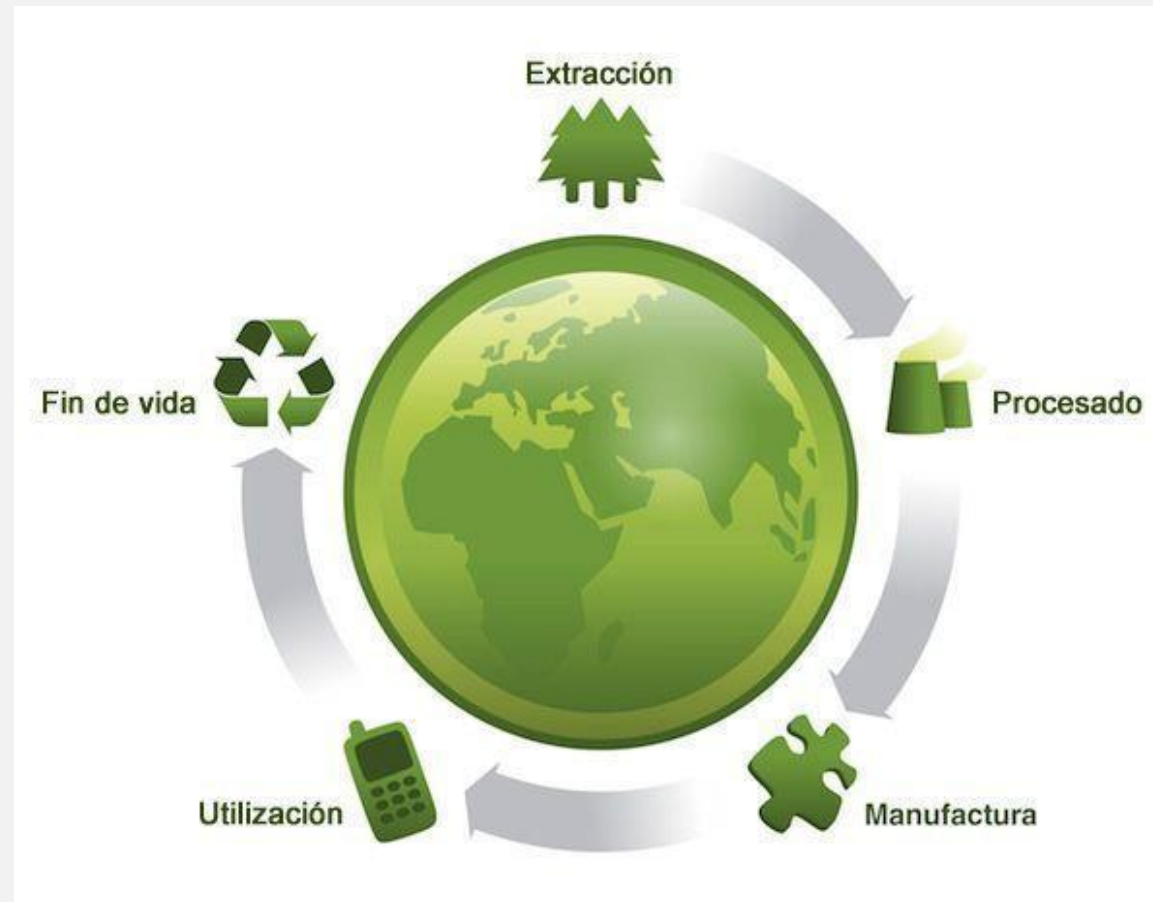 Extracción
Procesado
Manufactura
Utilización
Fin de vida